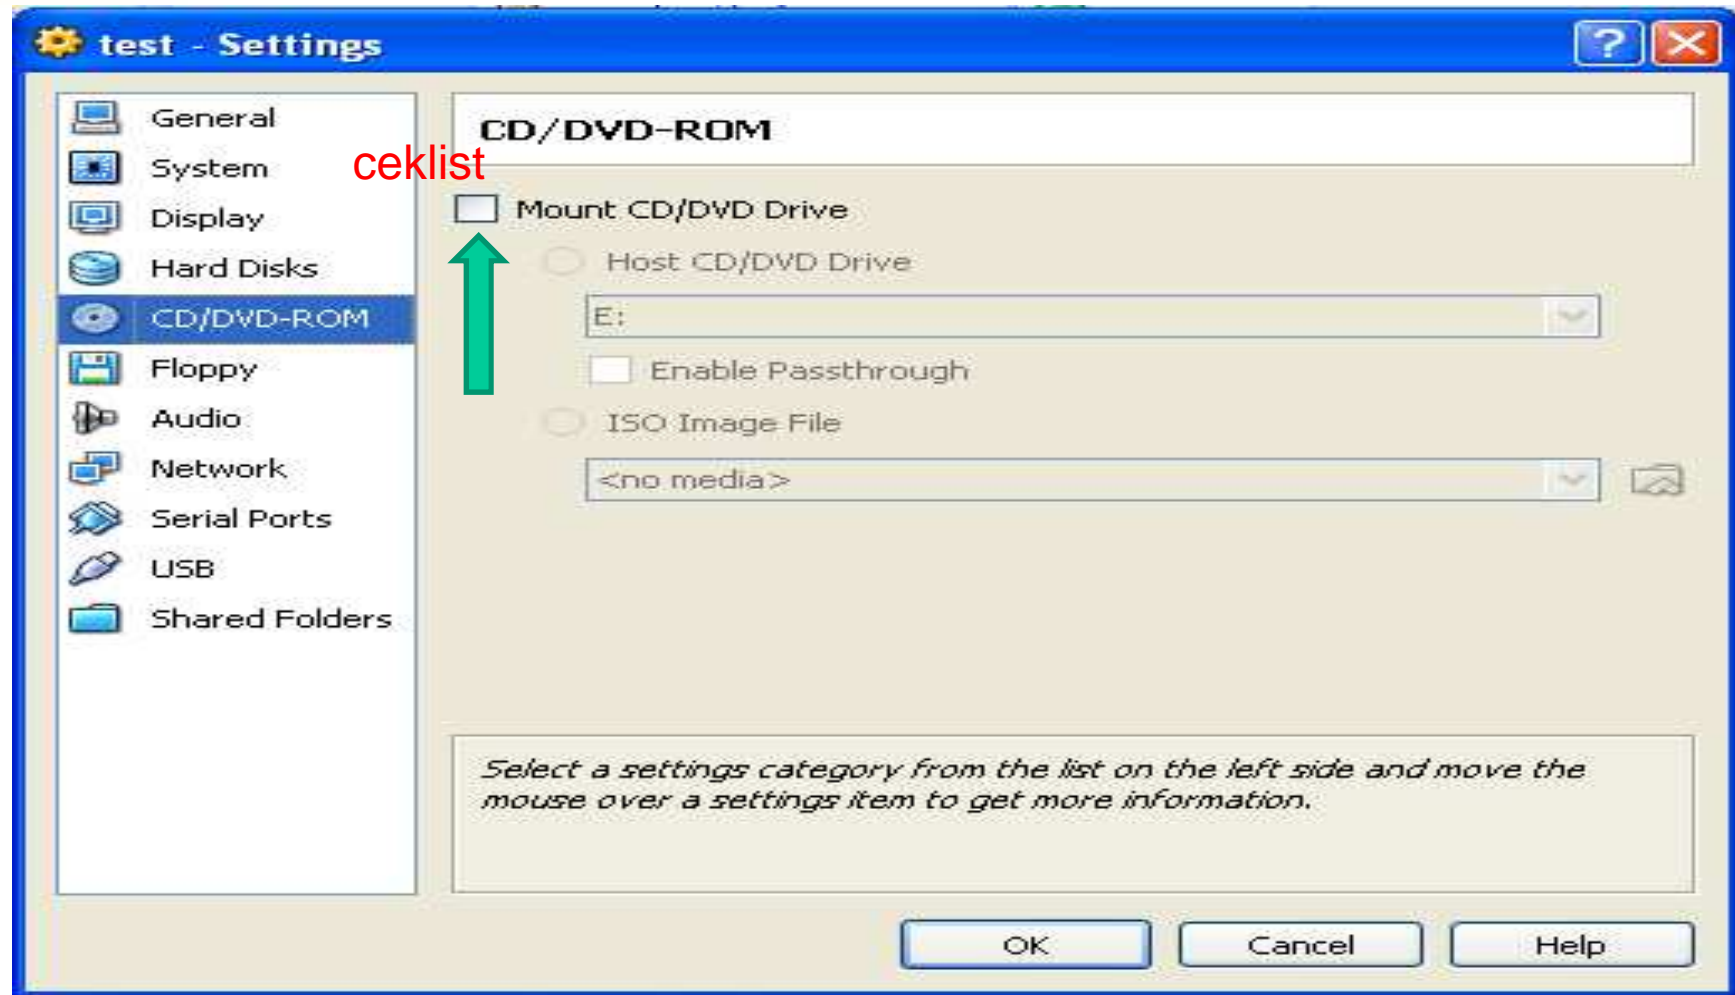 test - Settings
General
System
Display
Hard Disks
CD/DVD-ROM
Floppy
Audio
Network
Serial Ports
USB
Shared Folders
CD/DVD-ROM
ceklist
Mount CD/DVD Drive
Host CD/DVD Drive
E:
Enable Passthrough
ISO Image File
<no media>
Select a settings category from the list on the left side and move the
mouse over a settings item to get more information.
OK
Cancel
Help